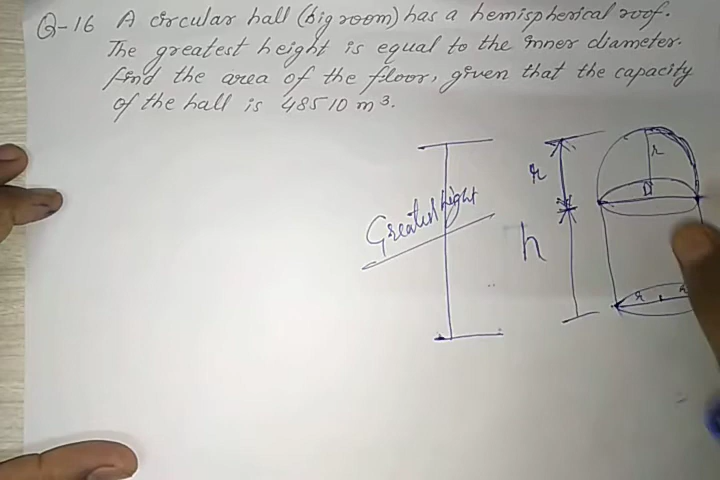 Q-16 A circular hall (big room) has a hemispherical roof.
The greatest height is equal to the inner diameter.
find the area of the floor, given that the capacity
of the hall is 48510 m³.
Greatest hight
r
h
r
r